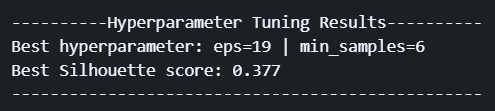 ----------Hyperparameter Tuning Results----------
Best hyperparameter: eps=19 | min_samples=6
Best Silhouette score: 0.377
-------------------------------------------------